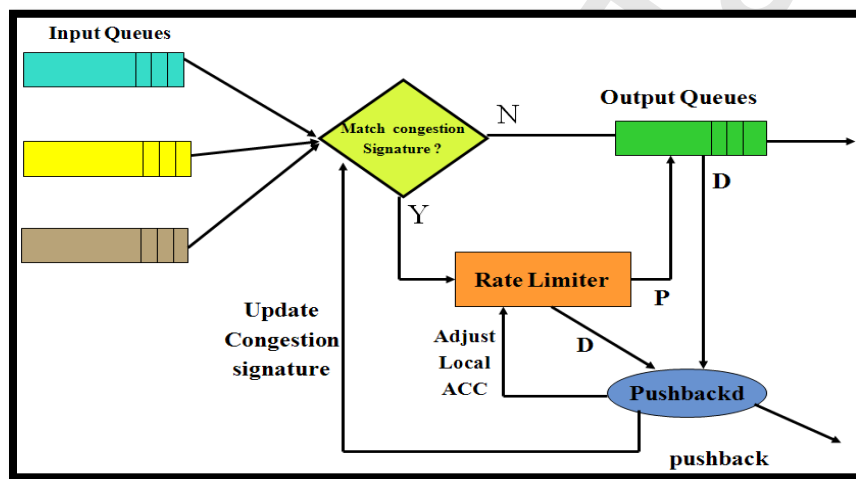 Input Queues
Match congestion
Signature ?
N
Output Queues
D
Y
Rate Limiter
P
Update
Congestion
signature
Adjust
Local
ACC
D
Pushbackd
pushback